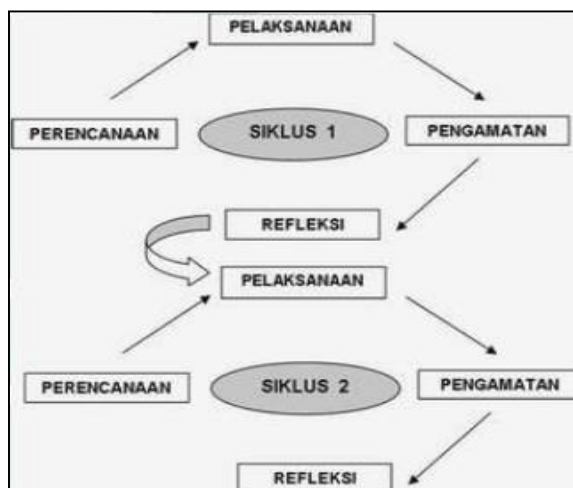 PELAKSANAAN
PERENCANAAN
SIKLUS 1
PENGAMATAN
REFLEKSI
PELAKSANAAN
PERENCANAAN
SIKLUS 2
PENGAMATAN
REFLEKSI